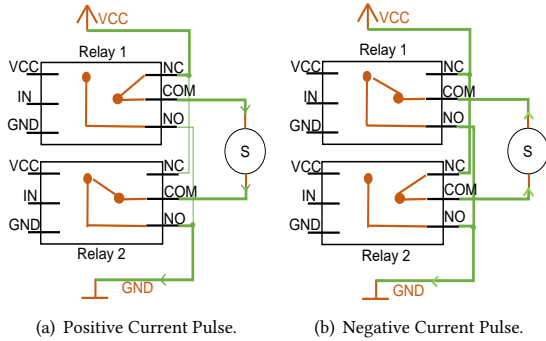 VCC
Relay 1
VCC
NC
IN
COM
GND
NO
S
VCC
NC
IN
COM
GND
NO
Relay 2
GND
(a) Positive Current Pulse.
VCC
Relay 1
VCC
NC
IN
COM
GND
NO
S
VCC
NC
IN
COM
GND
NO
Relay 2
GND
(b) Negative Current Pulse.